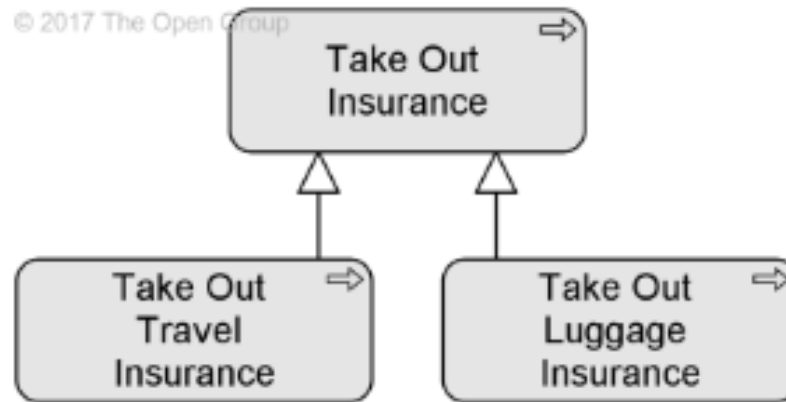 © 2017 The Open Group
Take Out
Insurance
Take Out
Travel
Insurance
Take Out
Luggage
Insurance